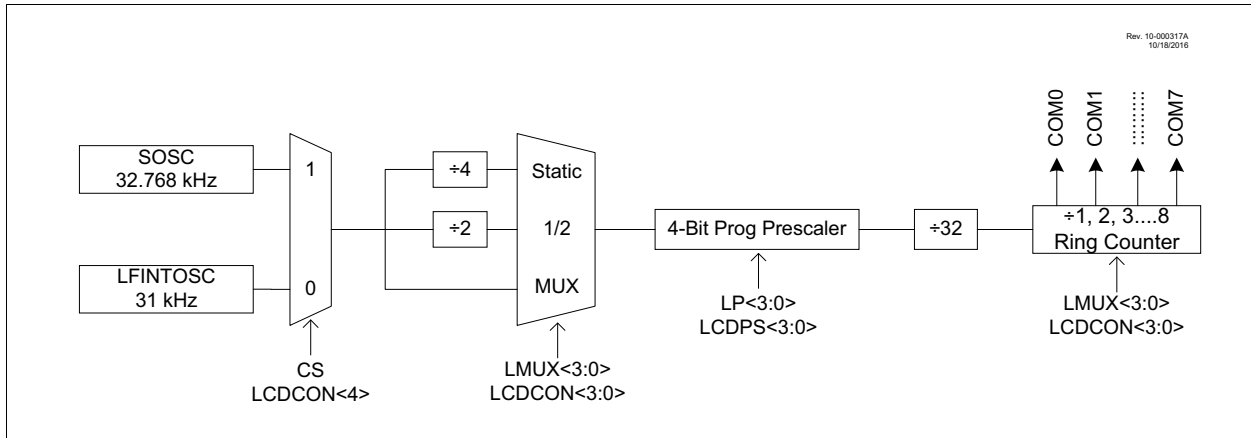 Rev. 10-000317A
10/18/2016
COM0
COM1
..........
COM7
SOSC
32.768 kHz
1
÷4
Static
÷2
1/2
4-Bit Prog Prescaler
÷32
÷1, 2, 3....8
Ring Counter
LFINTOSC
31 kHz
0
MUX
LP<3:0>
LCDPS<3:0>
LMUX<3:0>
LCDCON<3:0>
CS
LCDCON<4>
LMUX<3:0>
LCDCON<3:0>